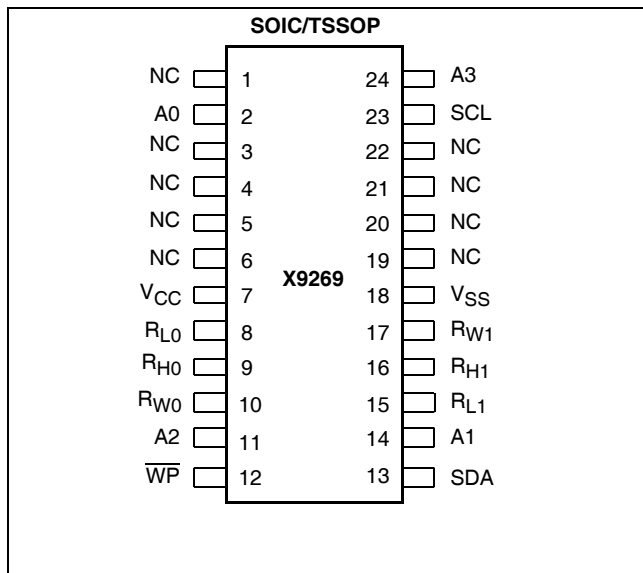 SOIC/TSSOP
NC 1 24 A3
A0 2 23 SCL
NC 3 22 NC
NC 4 21 NC
NC 5 20 NC
NC 6 19 NC
X9269
VCC 7 18 VSS
RL0 8 17 RW1
RH0 9 16 RH1
RW0 10 15 RL1
A2 11 14 A1
W̅P̅ 12 13 SDA